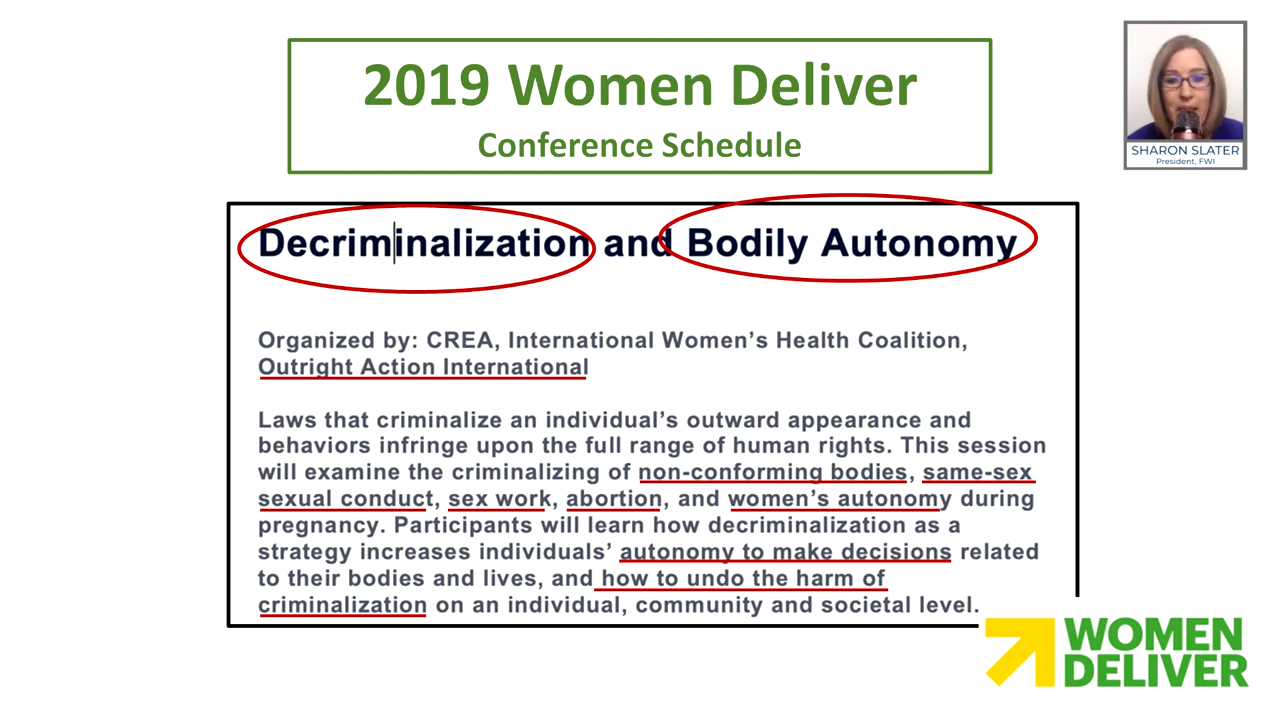 2019 Women Deliver
Conference Schedule
SHARON SLATER
President, FWI
Decriminalization and Bodily Autonomy
Organized by: CREA, International Women's Health Coalition,
Outright Action International
Laws that criminalize an individual's outward appearance and
behaviors infringe upon the full range of human rights. This session
will examine the criminalizing of non-conforming bodies, same-sex
sexual conduct, sex work, abortion, and women's autonomy during
pregnancy. Participants will learn how decriminalization as a
strategy increases individuals' autonomy to make decisions related
to their bodies and lives, and how to undo the harm of
criminalization on an individual, community and societal level.
WOMEN
DELIVER